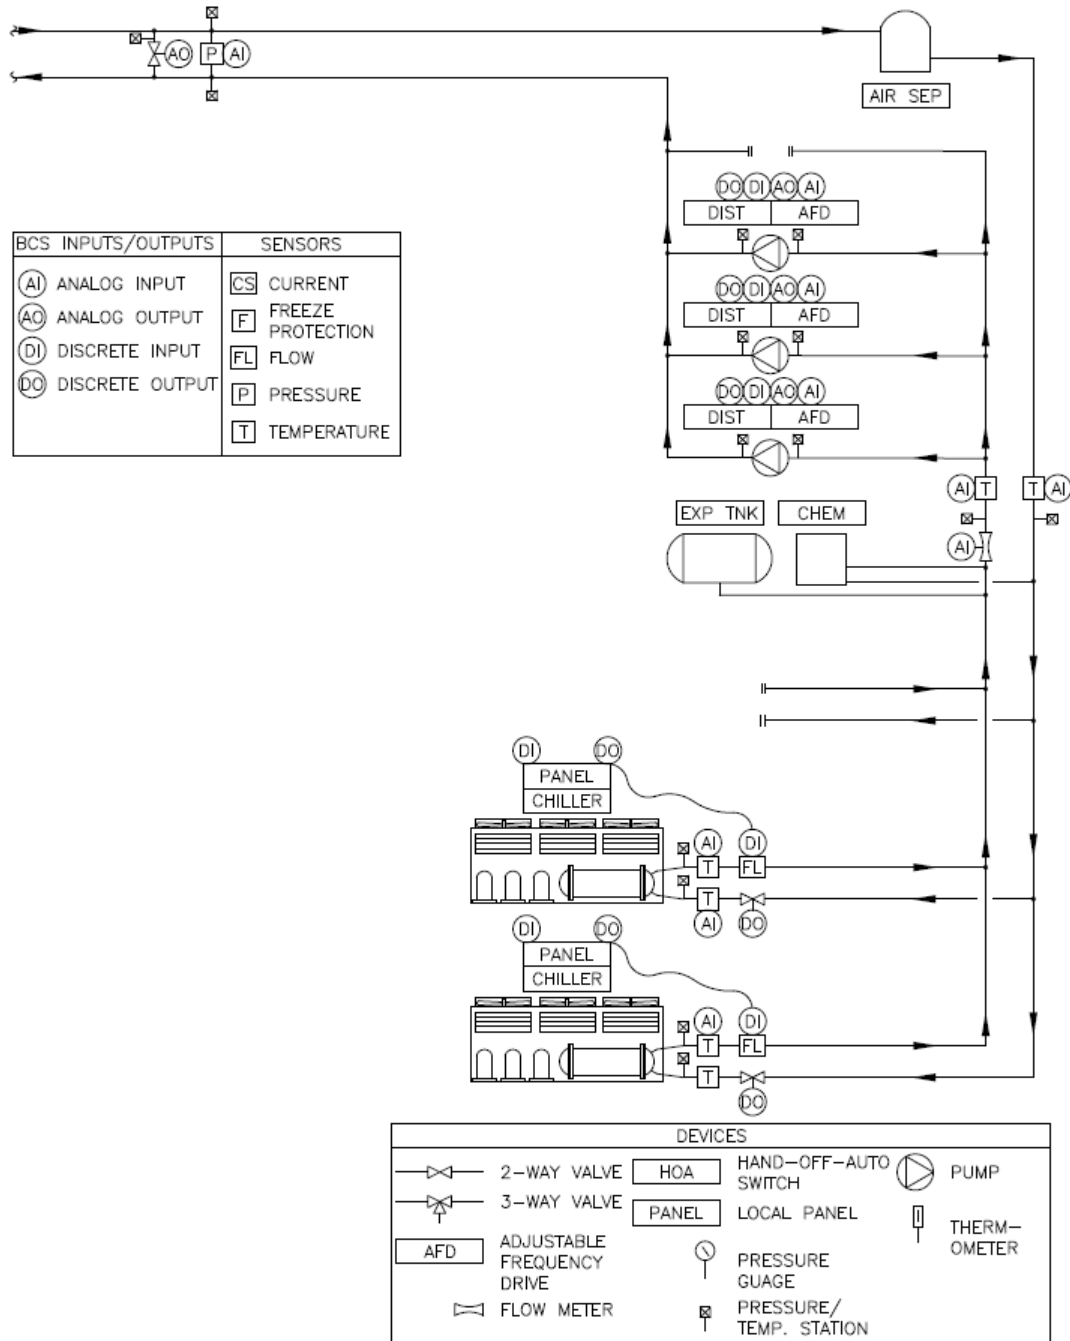 AO P AI
AIR SEP
DO DI AO AI
DIST AFD
DO DI AO AI
DIST AFD
DO DI AO AI
DIST AFD
BCS INPUTS/OUTPUTS SENSORS
AI ANALOG INPUT
AO ANALOG OUTPUT
DI DISCRETE INPUT
DO DISCRETE OUTPUT
CS CURRENT
F FREEZE
PROTECTION
FL FLOW
P PRESSURE
T TEMPERATURE
AI T T AI
EXP TNK CHEM
AI
DI DO
PANEL
CHILLER
AI DI
T FL
T
AI DO
DI DO
PANEL
CHILLER
AI DI
T FL
T
DO
DEVICES
2-WAY VALVE
3-WAY VALVE
AFD ADJUSTABLE
FREQUENCY
DRIVE
FLOW METER
HOA HAND-OFF-AUTO
SWITCH
PANEL LOCAL PANEL
PRESSURE
GUAGE
PRESSURE/
TEMP. STATION
PUMP
THERM-
OMETER